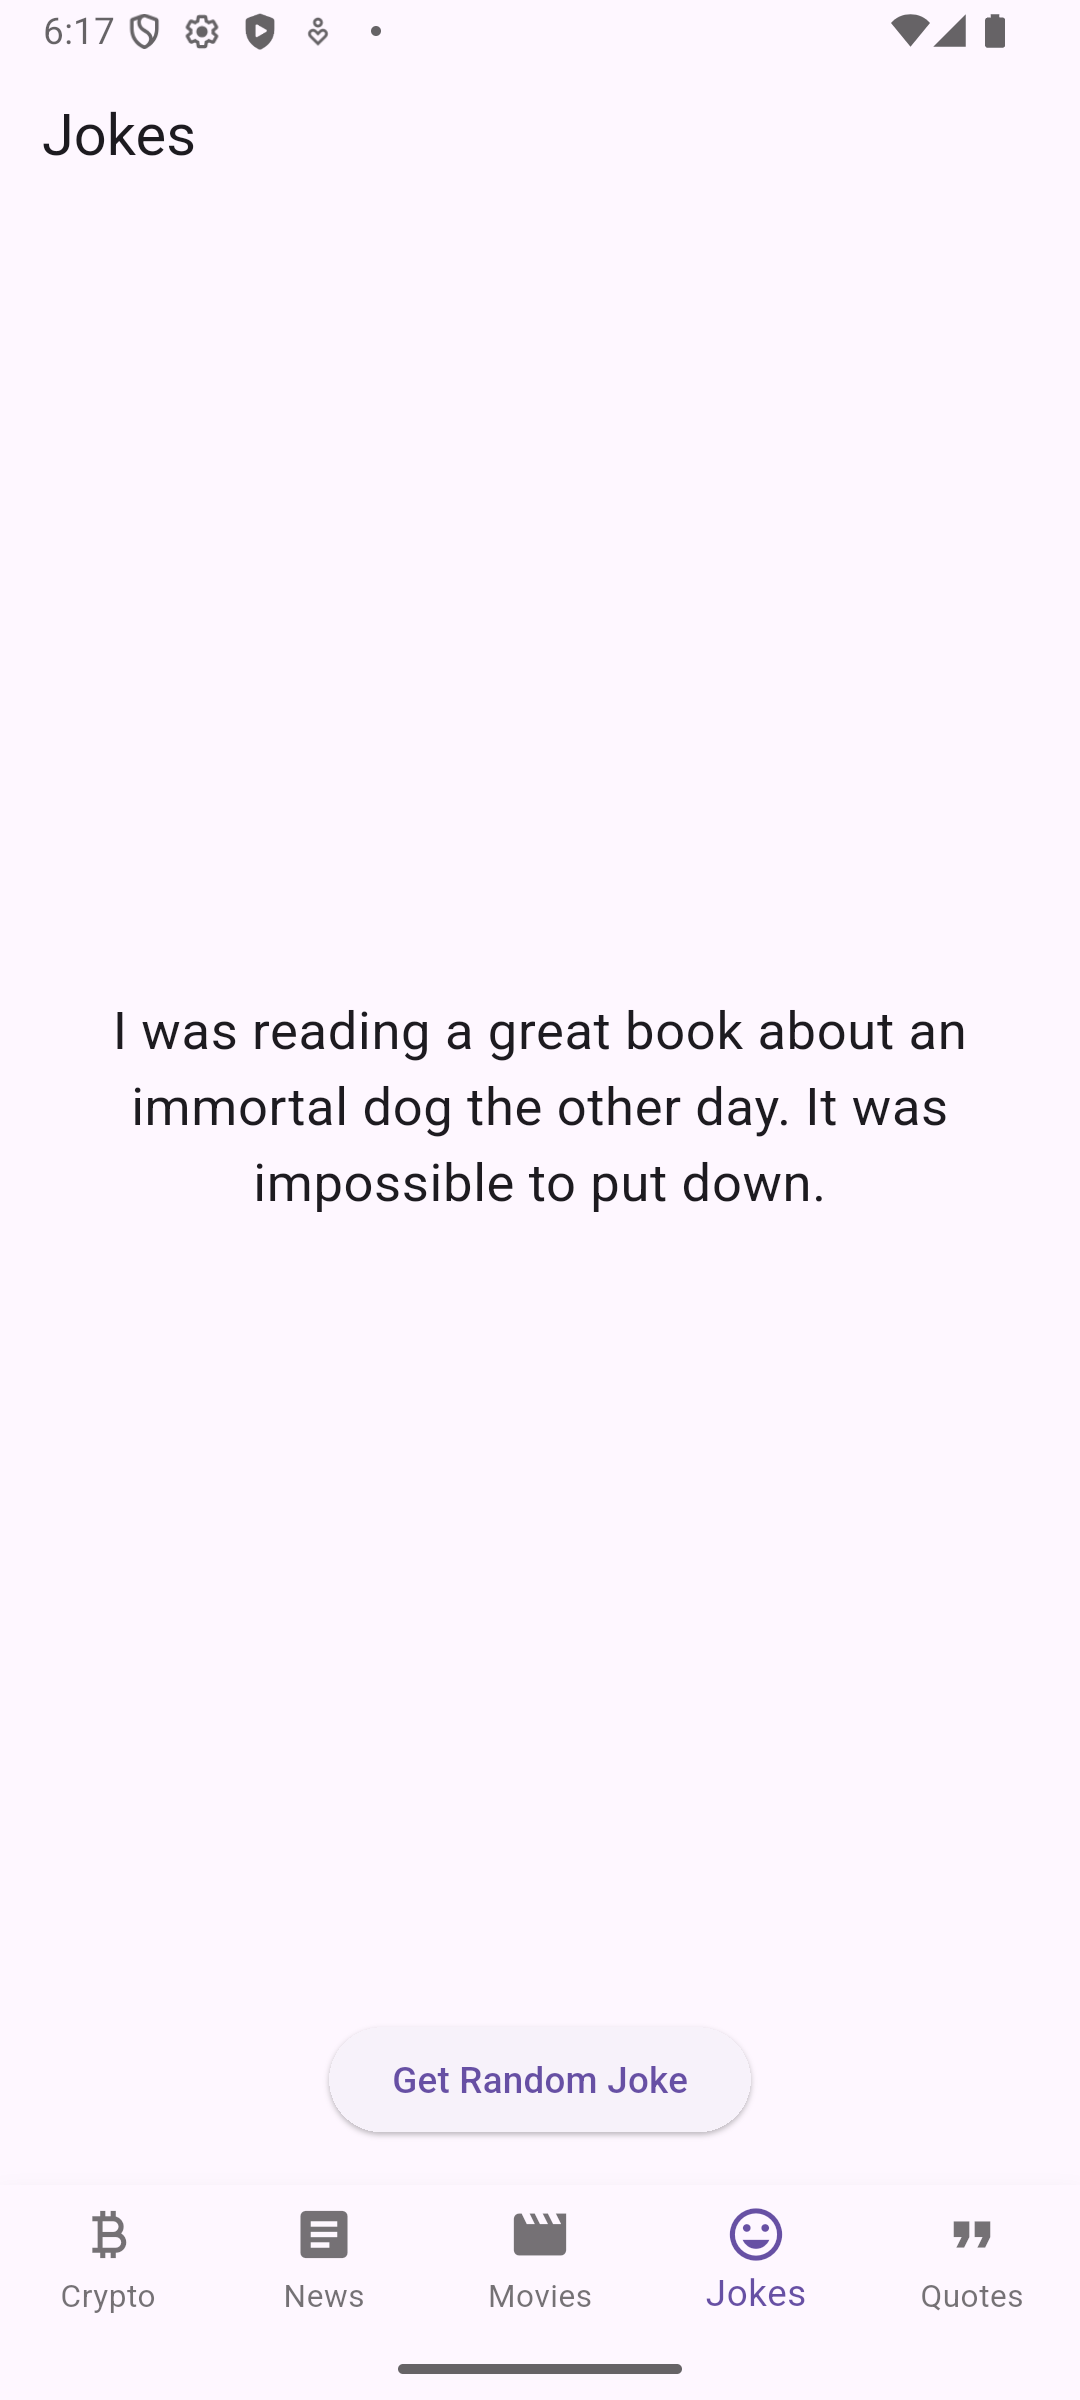 6:17
Jokes
I was reading a great book about an
immortal dog the other day. It was
impossible to put down.
Get Random Joke
Crypto
News
Movies
Jokes
Quotes